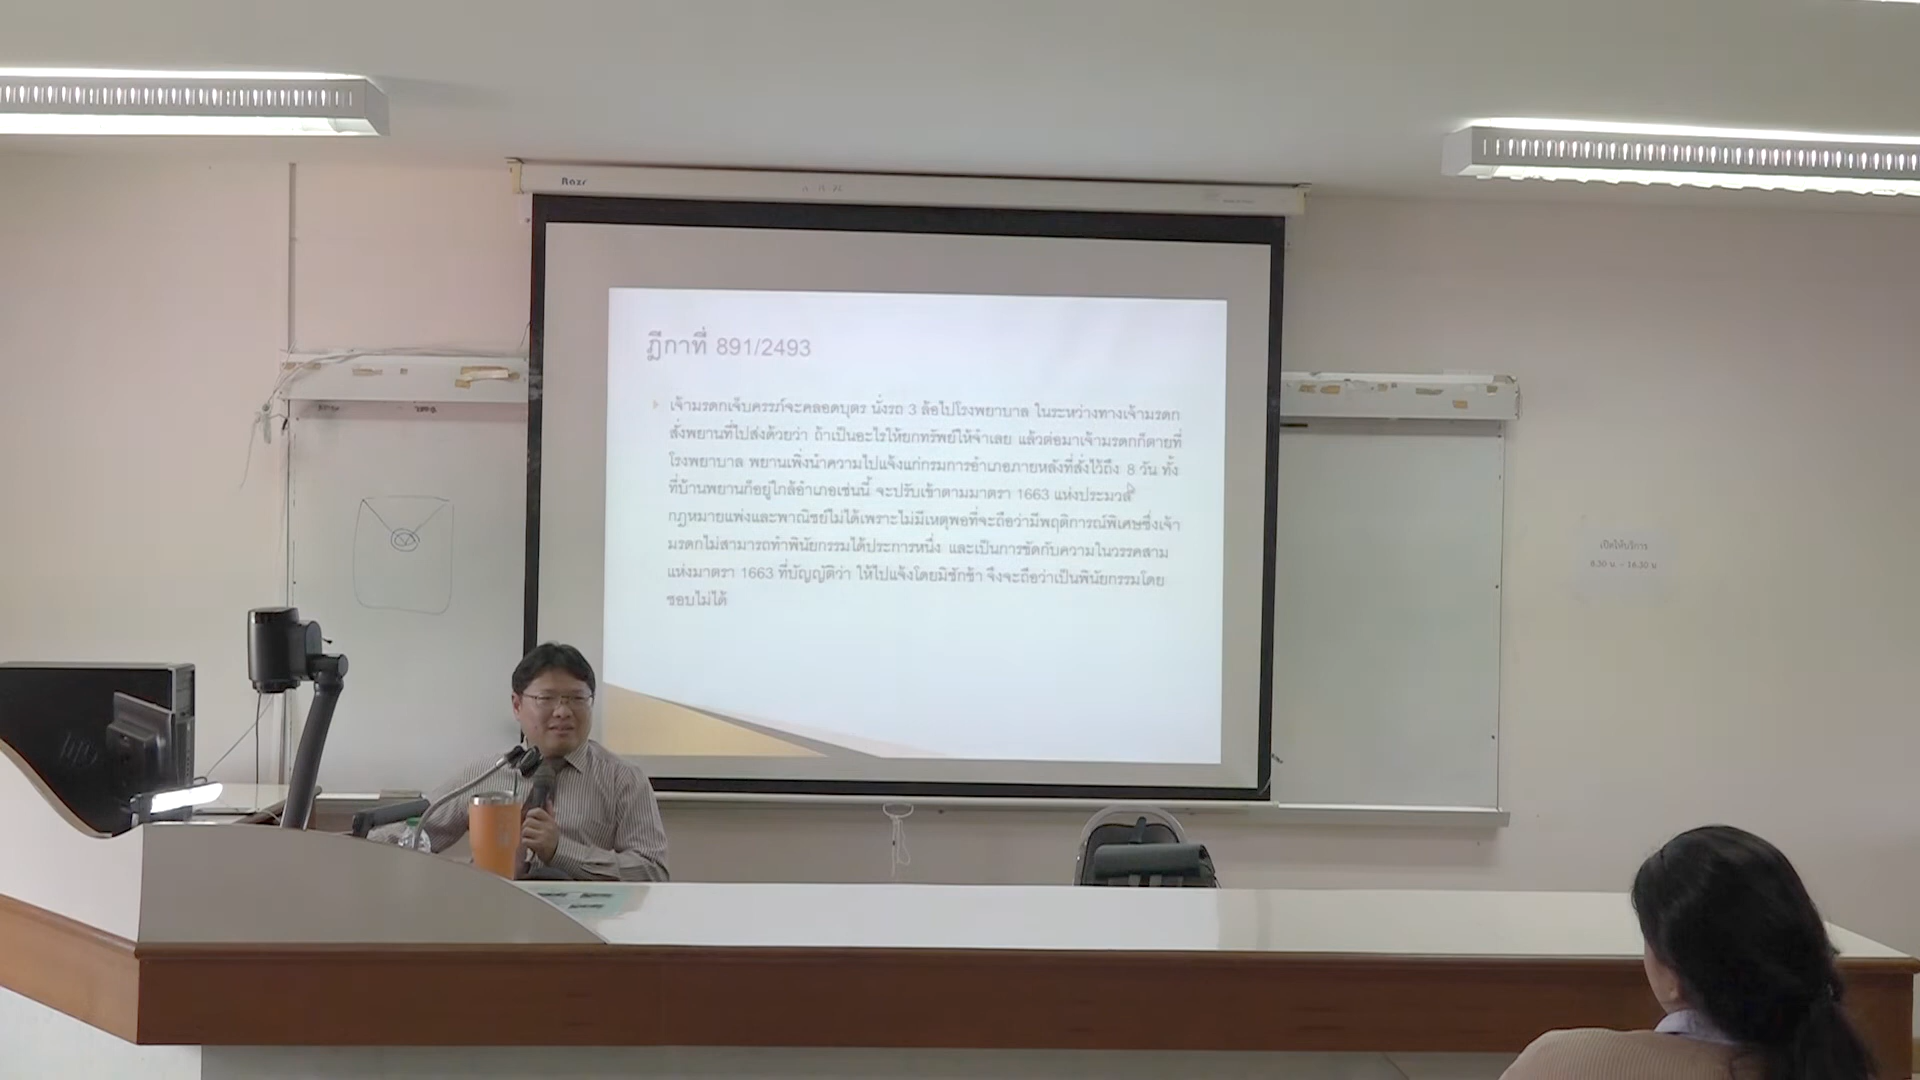 ฎีกาที่ 891/2493
เจ้ามรดกเจ็บครรภ์จะคลอดบุตร นั่งรถ 3 ล้อไปโรงพยาบาล ในระหว่างทางเจ้ามรดก
สั่งพยานที่ไปส่งด้วยว่า ถ้าเป็นอะไรให้ยกทรัพย์ให้จำเลย แล้วต่อมาเจ้ามรดกก็ตายที่
โรงพยาบาล พยานเพิ่งนำความไปแจ้งแก่กรมการอำเภอภายหลังที่สั่งไว้ถึง 8 วัน ทั้ง
ที่บ้านพยานก็อยู่ใกล้อำเภอเช่นนี้ จะปรับเข้าตามมาตรา 1663 แห่งประมวล
กฎหมายแพ่งและพาณิชย์ไม่ได้เพราะไม่มีเหตุพอที่จะถือว่ามีพฤติการณ์พิเศษซึ่งเจ้า
มรดกไม่สามารถทำพินัยกรรมได้ประการหนึ่ง และเป็นการขัดกับความในวรรคสาม
แห่งมาตรา 1663 ที่บัญญัติว่า ให้ไปแจ้งโดยมิชักช้า จึงจะถือว่าเป็นพินัยกรรมโดย
ชอบไม่ได้
เปิดให้บริการ
8.30 น. - 16.30 น.